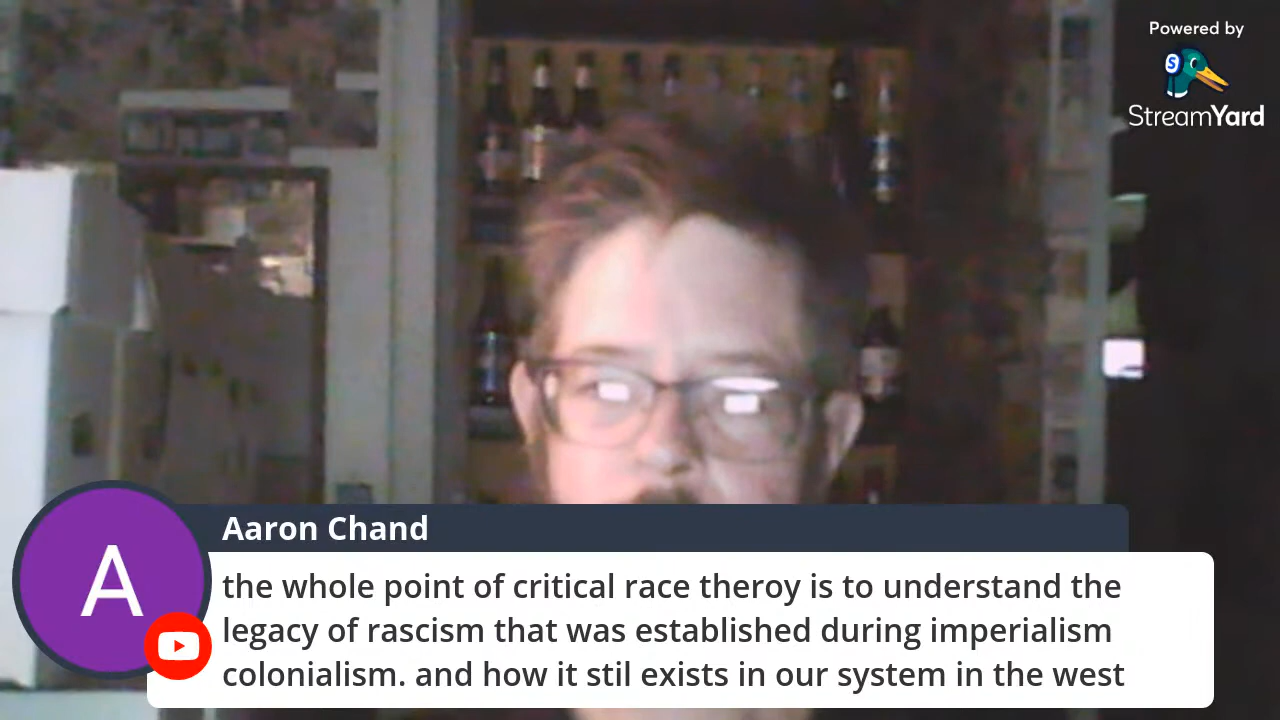 Powered by
S
StreamYard
A
Aaron Chand
the whole point of critical race theroy is to understand the
legacy of rascism that was established during imperialism
colonialism. and how it stil exists in our system in the west